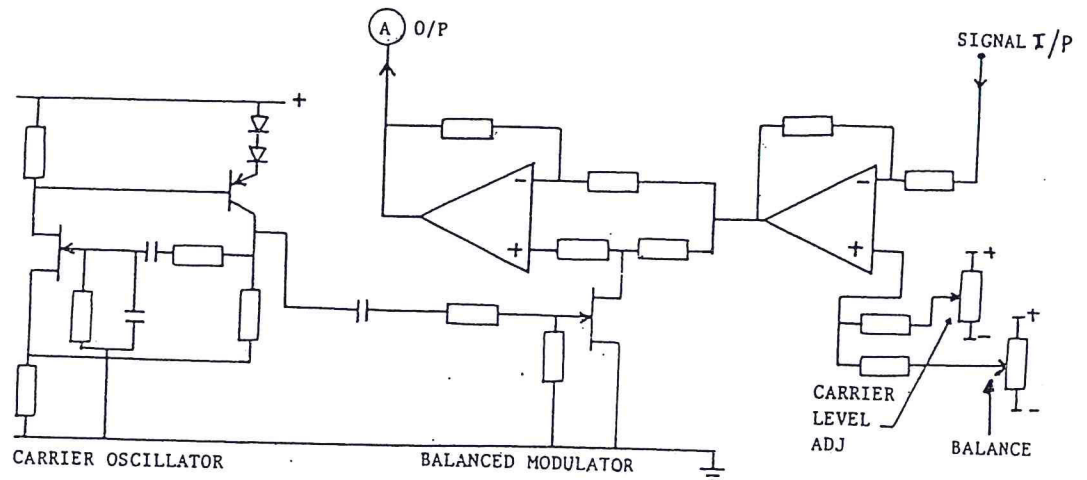 A O/P
SIGNAL I/P
+
-
-
+
+
+
-
+
-
CARRIER
LEVEL
ADJ
BALANCE
CARRIER OSCILLATOR
BALANCED MODULATOR